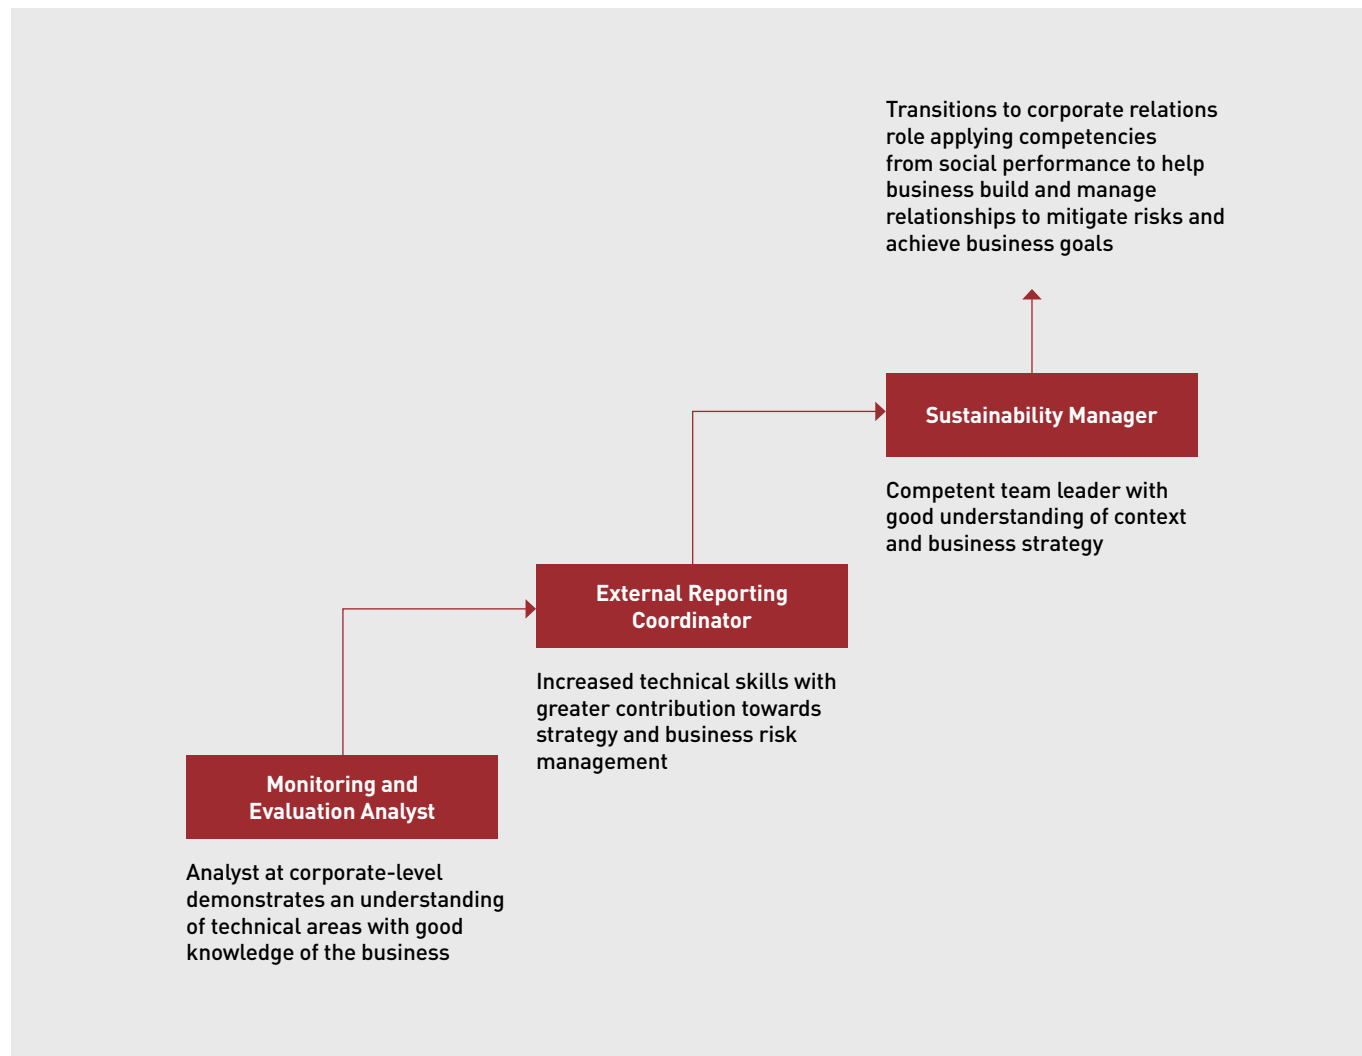 Transitions to corporate relations
role applying competencies
from social performance to help
business build and manage
relationships to mitigate risks and
achieve business goals
Sustainability Manager
Competent team leader with
good understanding of context
and business strategy
External Reporting
Coordinator
Increased technical skills with
greater contribution towards
strategy and business risk
management
Monitoring and
Evaluation Analyst
Analyst at corporate-level
demonstrates an understanding
of technical areas with good
knowledge of the business